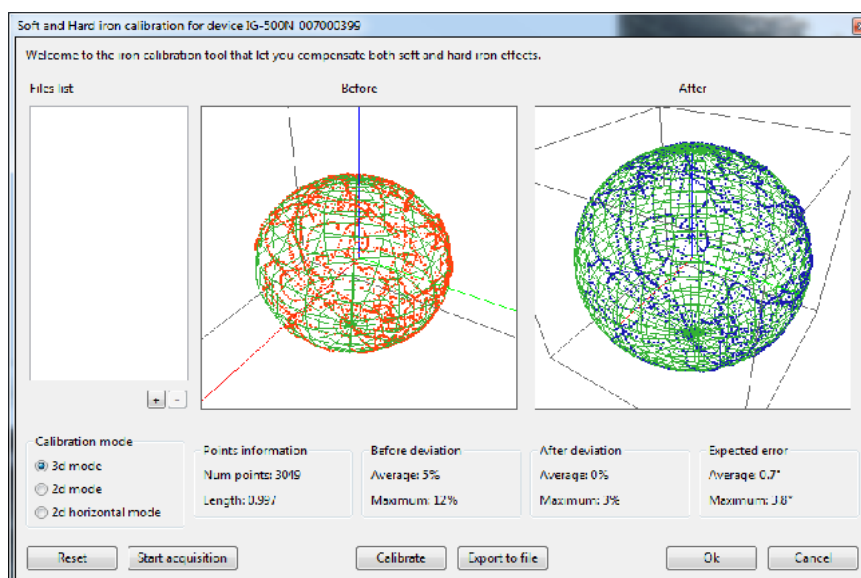 Soft and Hard iron calibration for device IG-500N 007000399
Welcome to the iron calibration tool that let you compensate both soft and hard iron effects.
Files list
Before
After
+ -
Calibration mode
3d mode
2d mode
2d horizontal mode
Points information
Num points: 3049
Length: 0.997
Before deviation
Average: 5%
Maximum: 12%
After deviation
Average: 0%
Maximum: 3%
Expected error
Average: 0.7°
Maximum: 3.8°
Reset
Start acquisition
Calibrate
Export to file
Ok
Cancel